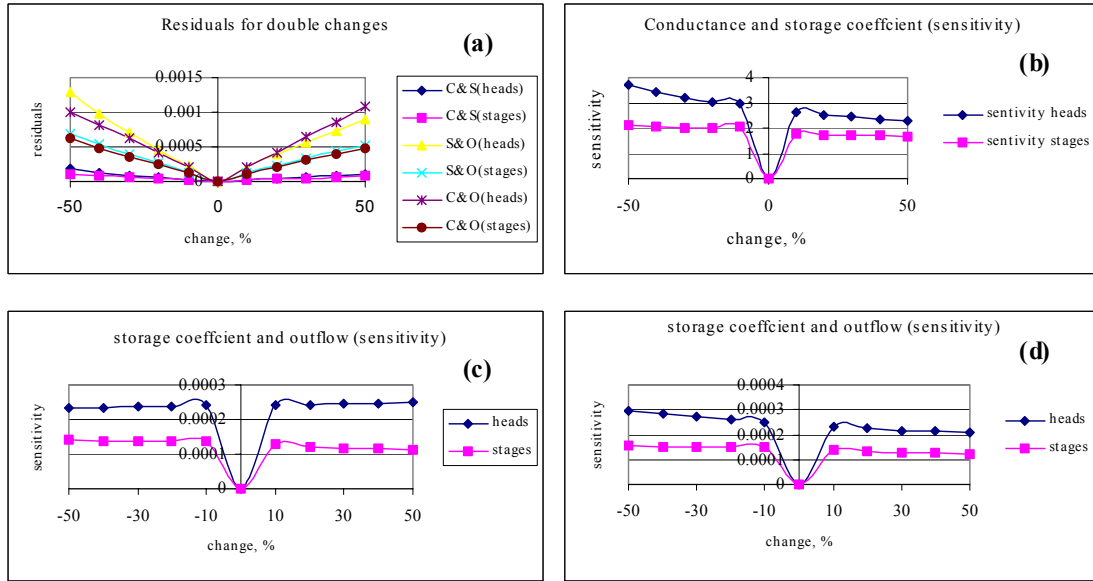 Residuals for double changes
(a)
0.0015
0.001
0.0005
0
residuals
-50
0
50
change, %
C&S(heads)
C&S(stages)
S&O(heads)
S&O(stages)
C&O(heads)
C&O(stages)
Conductance and storage coeffcient (sensitivity)
(b)
4
3
2
1
0
sensitivity
-50
0
50
change, %
sentivity heads
sentivity stages
storage coeffcient and outflow (sensitivity)
(c)
0.0003
0.0002
0.0001
0
sensitivity
-50
-30
-10
10
30
50
change, %
heads
stages
storage coeffcient and outflow (sensitivity)
(d)
0.0004
0.0003
0.0002
0.0001
0
sensitivity
-50
-30
-10
10
30
50
change, %
heads
stages